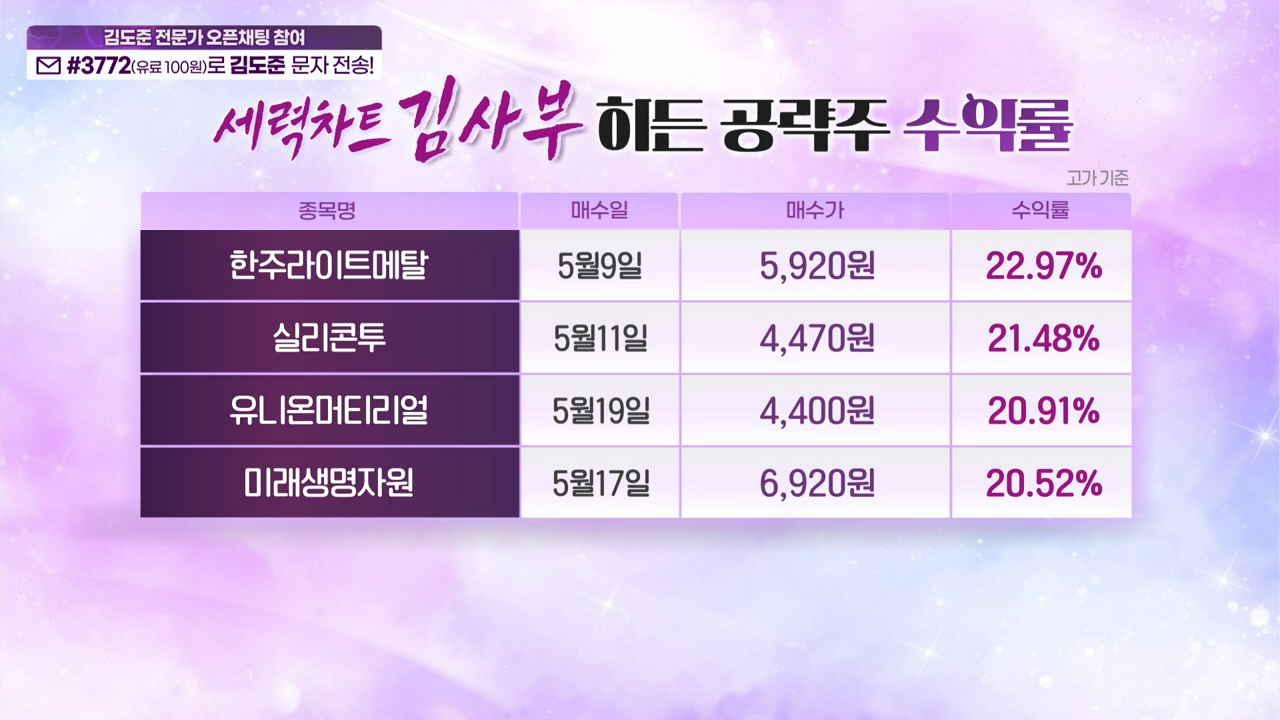 김도준 전문가 오픈채팅 참여
#3772(유료 100원)로 김도준 문자 전송!
세력차트 김사부 히든 공략주 수익률
고가 기준
종목명 매수일 매수가 수익률
한주라이트메탈 5월9일 5,920원 22.97%
실리콘투 5월11일 4,470원 21.48%
유니온머티리얼 5월19일 4,400원 20.91%
미래생명자원 5월17일 6,920원 20.52%